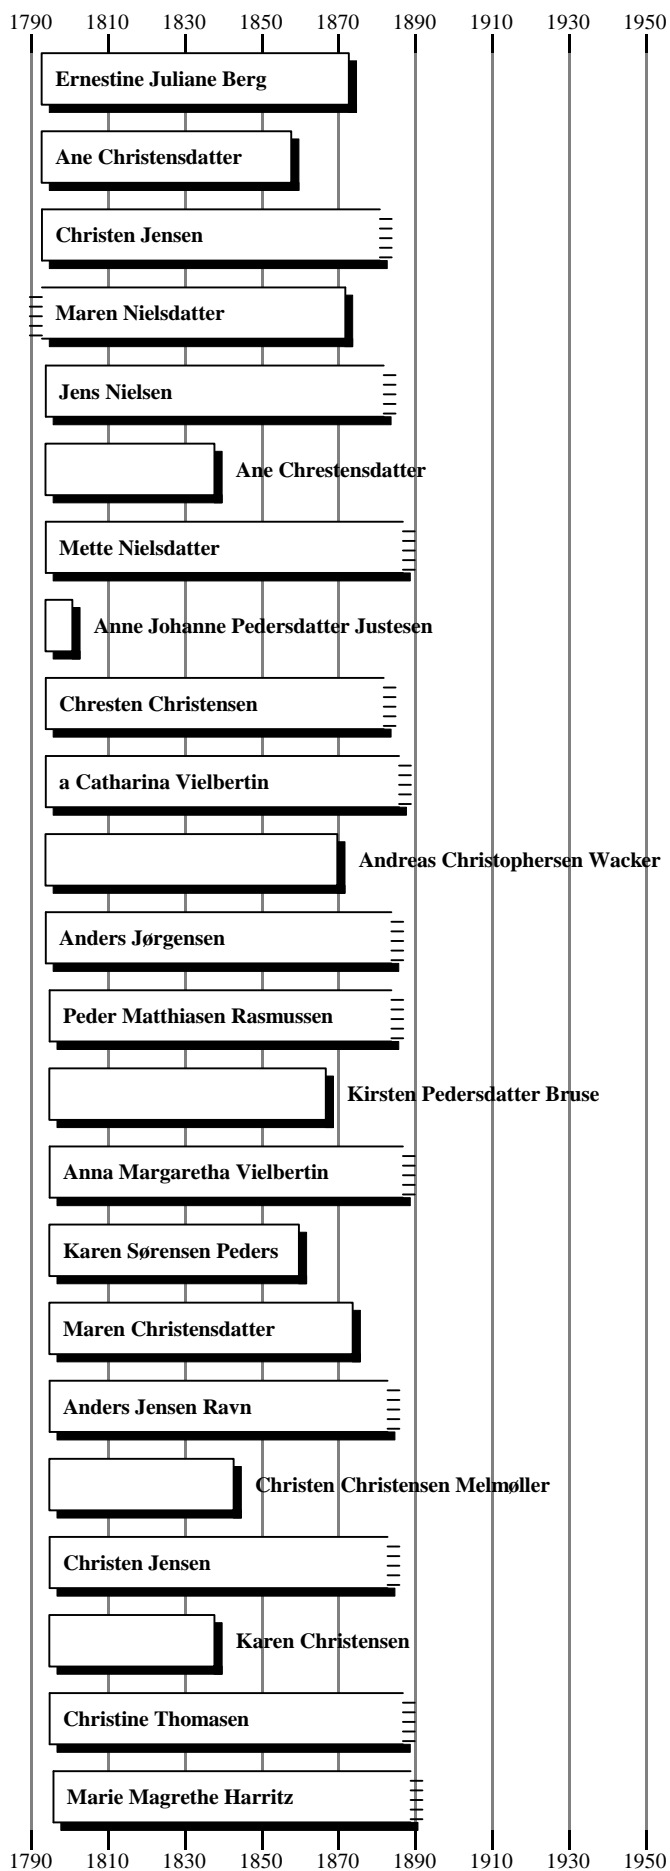 1790 1810 1830 1850 1870 1890 1910 1930 1950
Ernestine Juliane Berg
Ane Christensdatter
Christen Jensen
Maren Nielsdatter
Jens Nielsen
Ane Chrestensdatter
Mette Nielsdatter
Anne Johanne Pedersdatter Justesen
Chresten Christensen
a Catharina Vielbertin
Andreas Christophersen Wacker
Anders Jørgensen
Peder Matthiasen Rasmussen
Kirsten Pedersdatter Bruse
Anna Margaretha Vielbertin
Karen Sørensen Peders
Maren Christensdatter
Anders Jensen Ravn
Christen Christensen Melmøller
Christen Jensen
Karen Christensen
Christine Thomasen
Marie Magrethe Harritz
1790 1810 1830 1850 1870 1890 1910 1930 1950